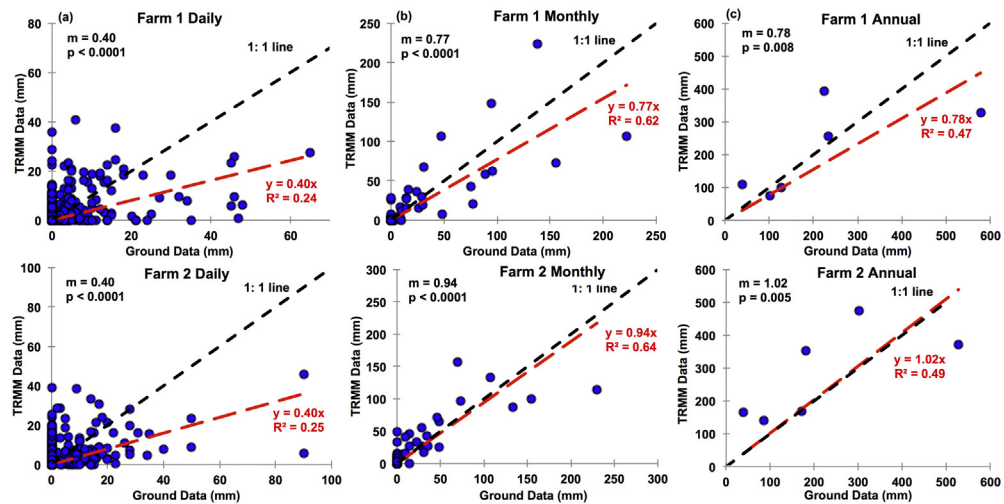 (a)
Farm 1 Daily
m = 0.40
p < 0.0001
1: 1 line
y = 0.40x
R² = 0.24
TRMM Data (mm)
80
60
40
20
0
0 20 40 60
Ground Data (mm)
(b)
Farm 1 Monthly
m = 0.77
p < 0.0001
1:1 line
y = 0.77x
R² = 0.62
TRMM Data (mm)
250
200
150
100
50
0
0 50 100 150 200 250
Ground Data (mm)
(c)
Farm 1 Annual
m = 0.78
p = 0.008
1:1 line
y = 0.78x
R² = 0.47
TRMM Data (mm)
600
500
400
300
200
100
0
0 100 200 300 400 500 600
Ground Data (mm)
Farm 2 Daily
m = 0.40
p < 0.0001
1: 1 line
y = 0.40x
R² = 0.25
TRMM Data (mm)
100
80
60
40
20
0
0 20 40 60 80 100
Ground Data (mm)
Farm 2 Monthly
m = 0.94
p < 0.0001
1: 1 line
y = 0.94x
R² = 0.64
TRMM Data (mm)
300
250
200
150
100
50
0
0 50 100 150 200 250 300
Ground Data (mm)
Farm 2 Annual
m = 1.02
p = 0.005
1:1 line
y = 1.02x
R² = 0.49
TRMM Data (mm)
600
500
400
300
200
100
0
0 100 200 300 400 500 600
Ground Data (mm)